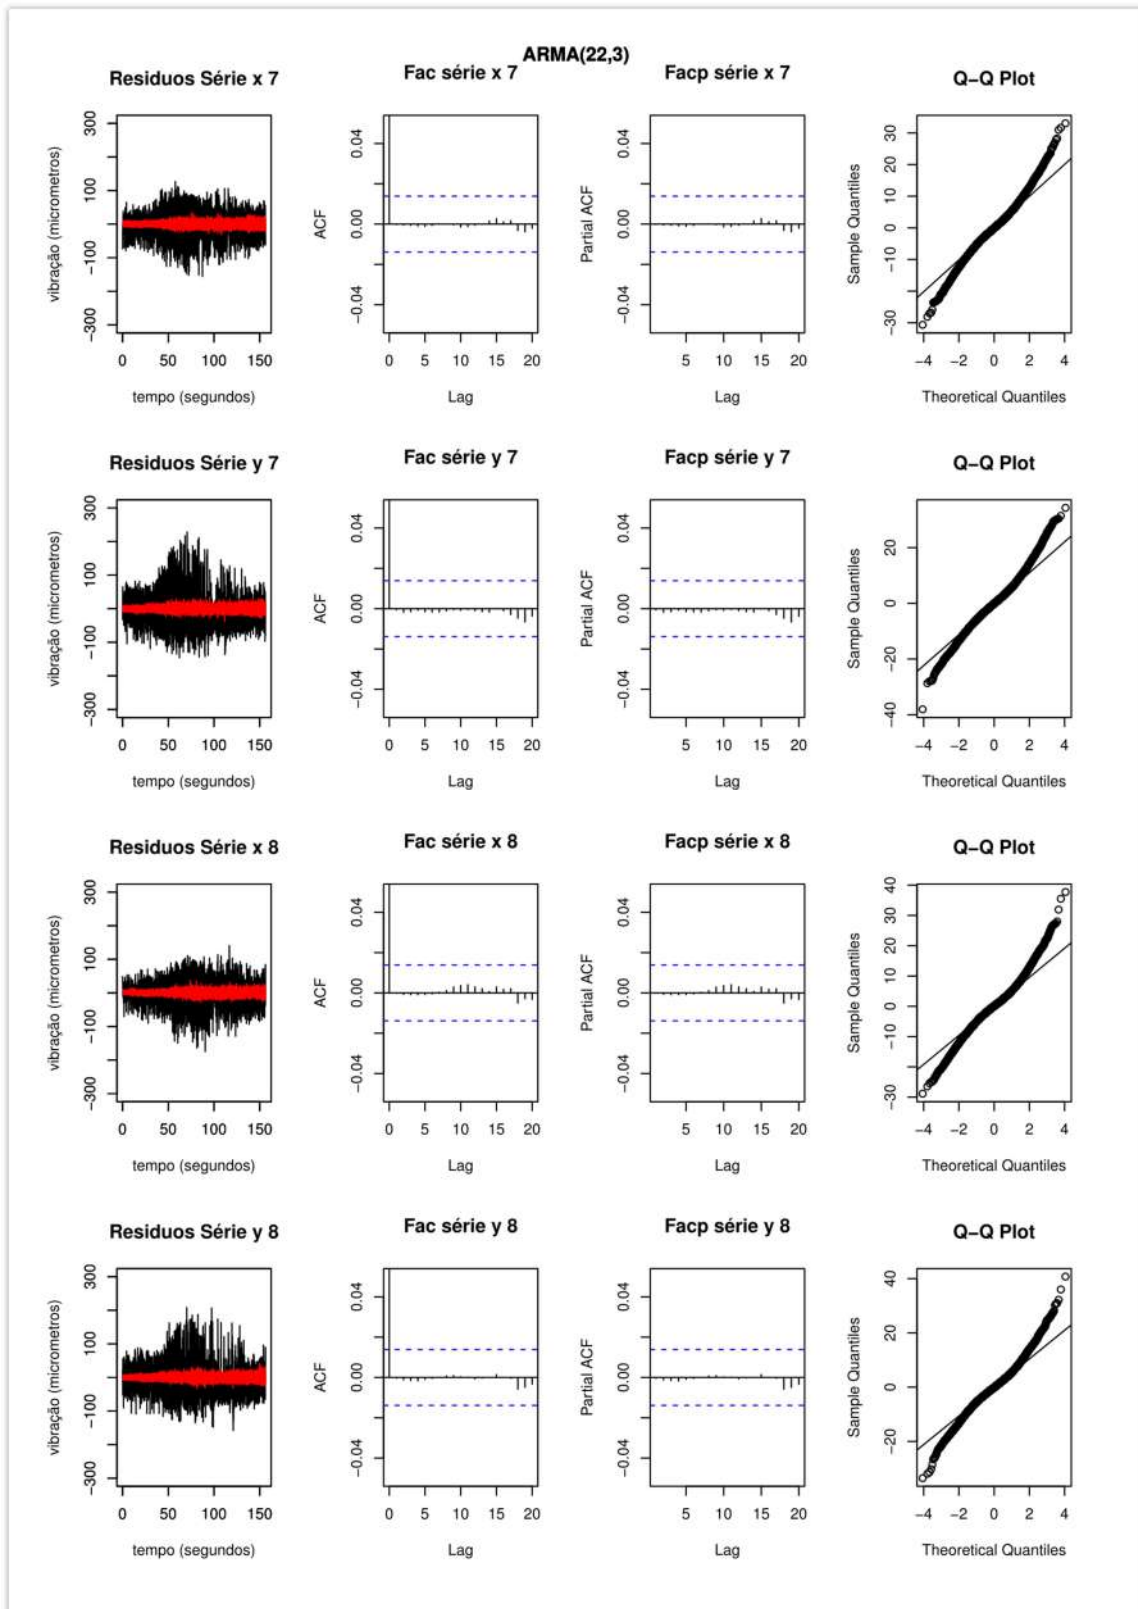 ARMA(22,3)
Residuos Série x 7
Fac série x 7
Facp série x 7
Q−Q Plot
vibração (micrometros)
−300 −100 100 300
0 50 100 150
tempo (segundos)
ACF
−0.04 0.00 0.04
0 5 10 15 20
Lag
Partial ACF
−0.04 0.00 0.04
5 10 15 20
Lag
Sample Quantiles
−30 −10 0 10 20 30
−4 −2 0 2 4
Theoretical Quantiles
Residuos Série y 7
Fac série y 7
Facp série y 7
Q−Q Plot
vibração (micrometros)
−300 −100 100 300
0 50 100 150
tempo (segundos)
ACF
−0.04 0.00 0.04
0 5 10 15 20
Lag
Partial ACF
−0.04 0.00 0.04
5 10 15 20
Lag
Sample Quantiles
−40 −20 0 20
−4 −2 0 2 4
Theoretical Quantiles
Residuos Série x 8
Fac série x 8
Facp série x 8
Q−Q Plot
vibração (micrometros)
−300 −100 100 300
0 50 100 150
tempo (segundos)
ACF
−0.04 0.00 0.04
0 5 10 15 20
Lag
Partial ACF
−0.04 0.00 0.04
5 10 15 20
Lag
Sample Quantiles
−30 −10 0 10 20 30 40
−4 −2 0 2 4
Theoretical Quantiles
Residuos Série y 8
Fac série y 8
Facp série y 8
Q−Q Plot
vibração (micrometros)
−300 −100 100 300
0 50 100 150
tempo (segundos)
ACF
−0.04 0.00 0.04
0 5 10 15 20
Lag
Partial ACF
−0.04 0.00 0.04
5 10 15 20
Lag
Sample Quantiles
−20 0 20 40
−4 −2 0 2 4
Theoretical Quantiles